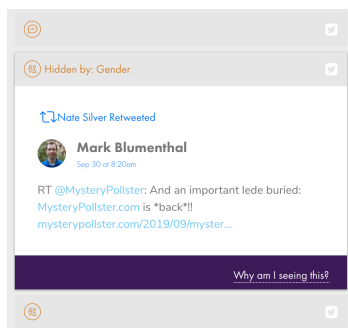 Hidden by: Gender
Nate Silver Retweeted
Mark Blumenthal
Sep 30 at 8:20am
RT @MysteryPollster: And an important lede buried:
MysteryPollster.com is *back*!!
mysterypollster.com/2019/09/myster...
Why am I seeing this?